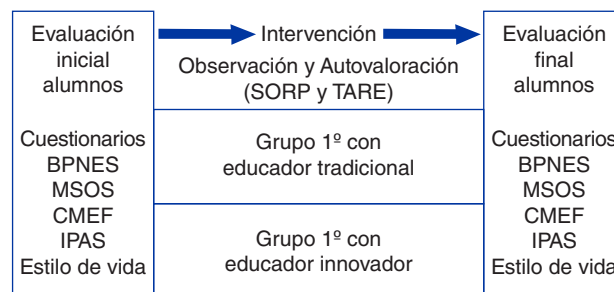 Evaluación
inicial
alumnos
Cuestionarios
BPNES
MSOS
CMEF
IPAS
Estilo de vida
Intervención
Observación y Autovaloración
(SORP y TARE)
Grupo 1º con
educador tradicional
Grupo 1º con
educador innovador
Evaluación
final
alumnos
Cuestionarios
BPNES
MSOS
CMEF
IPAS
Estilo de vida